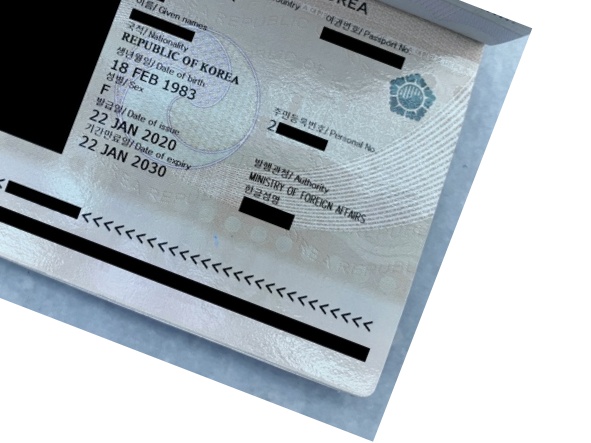 KOREA
Country
여권번호/ Passport No.
이름/ Given names
국적/ Nationality
REPUBLIC OF KOREA
생년월일/ Date of birth
18 FEB 1983
성별/ Sex
F
주민등록번호/ Personal No.
2
발급일/ Date of issue
22 JAN 2020
기간만료일/ Date of expiry
22 JAN 2030
발행관청/ Authority
MINISTRY OF FOREIGN AFFAIRS
한글성명